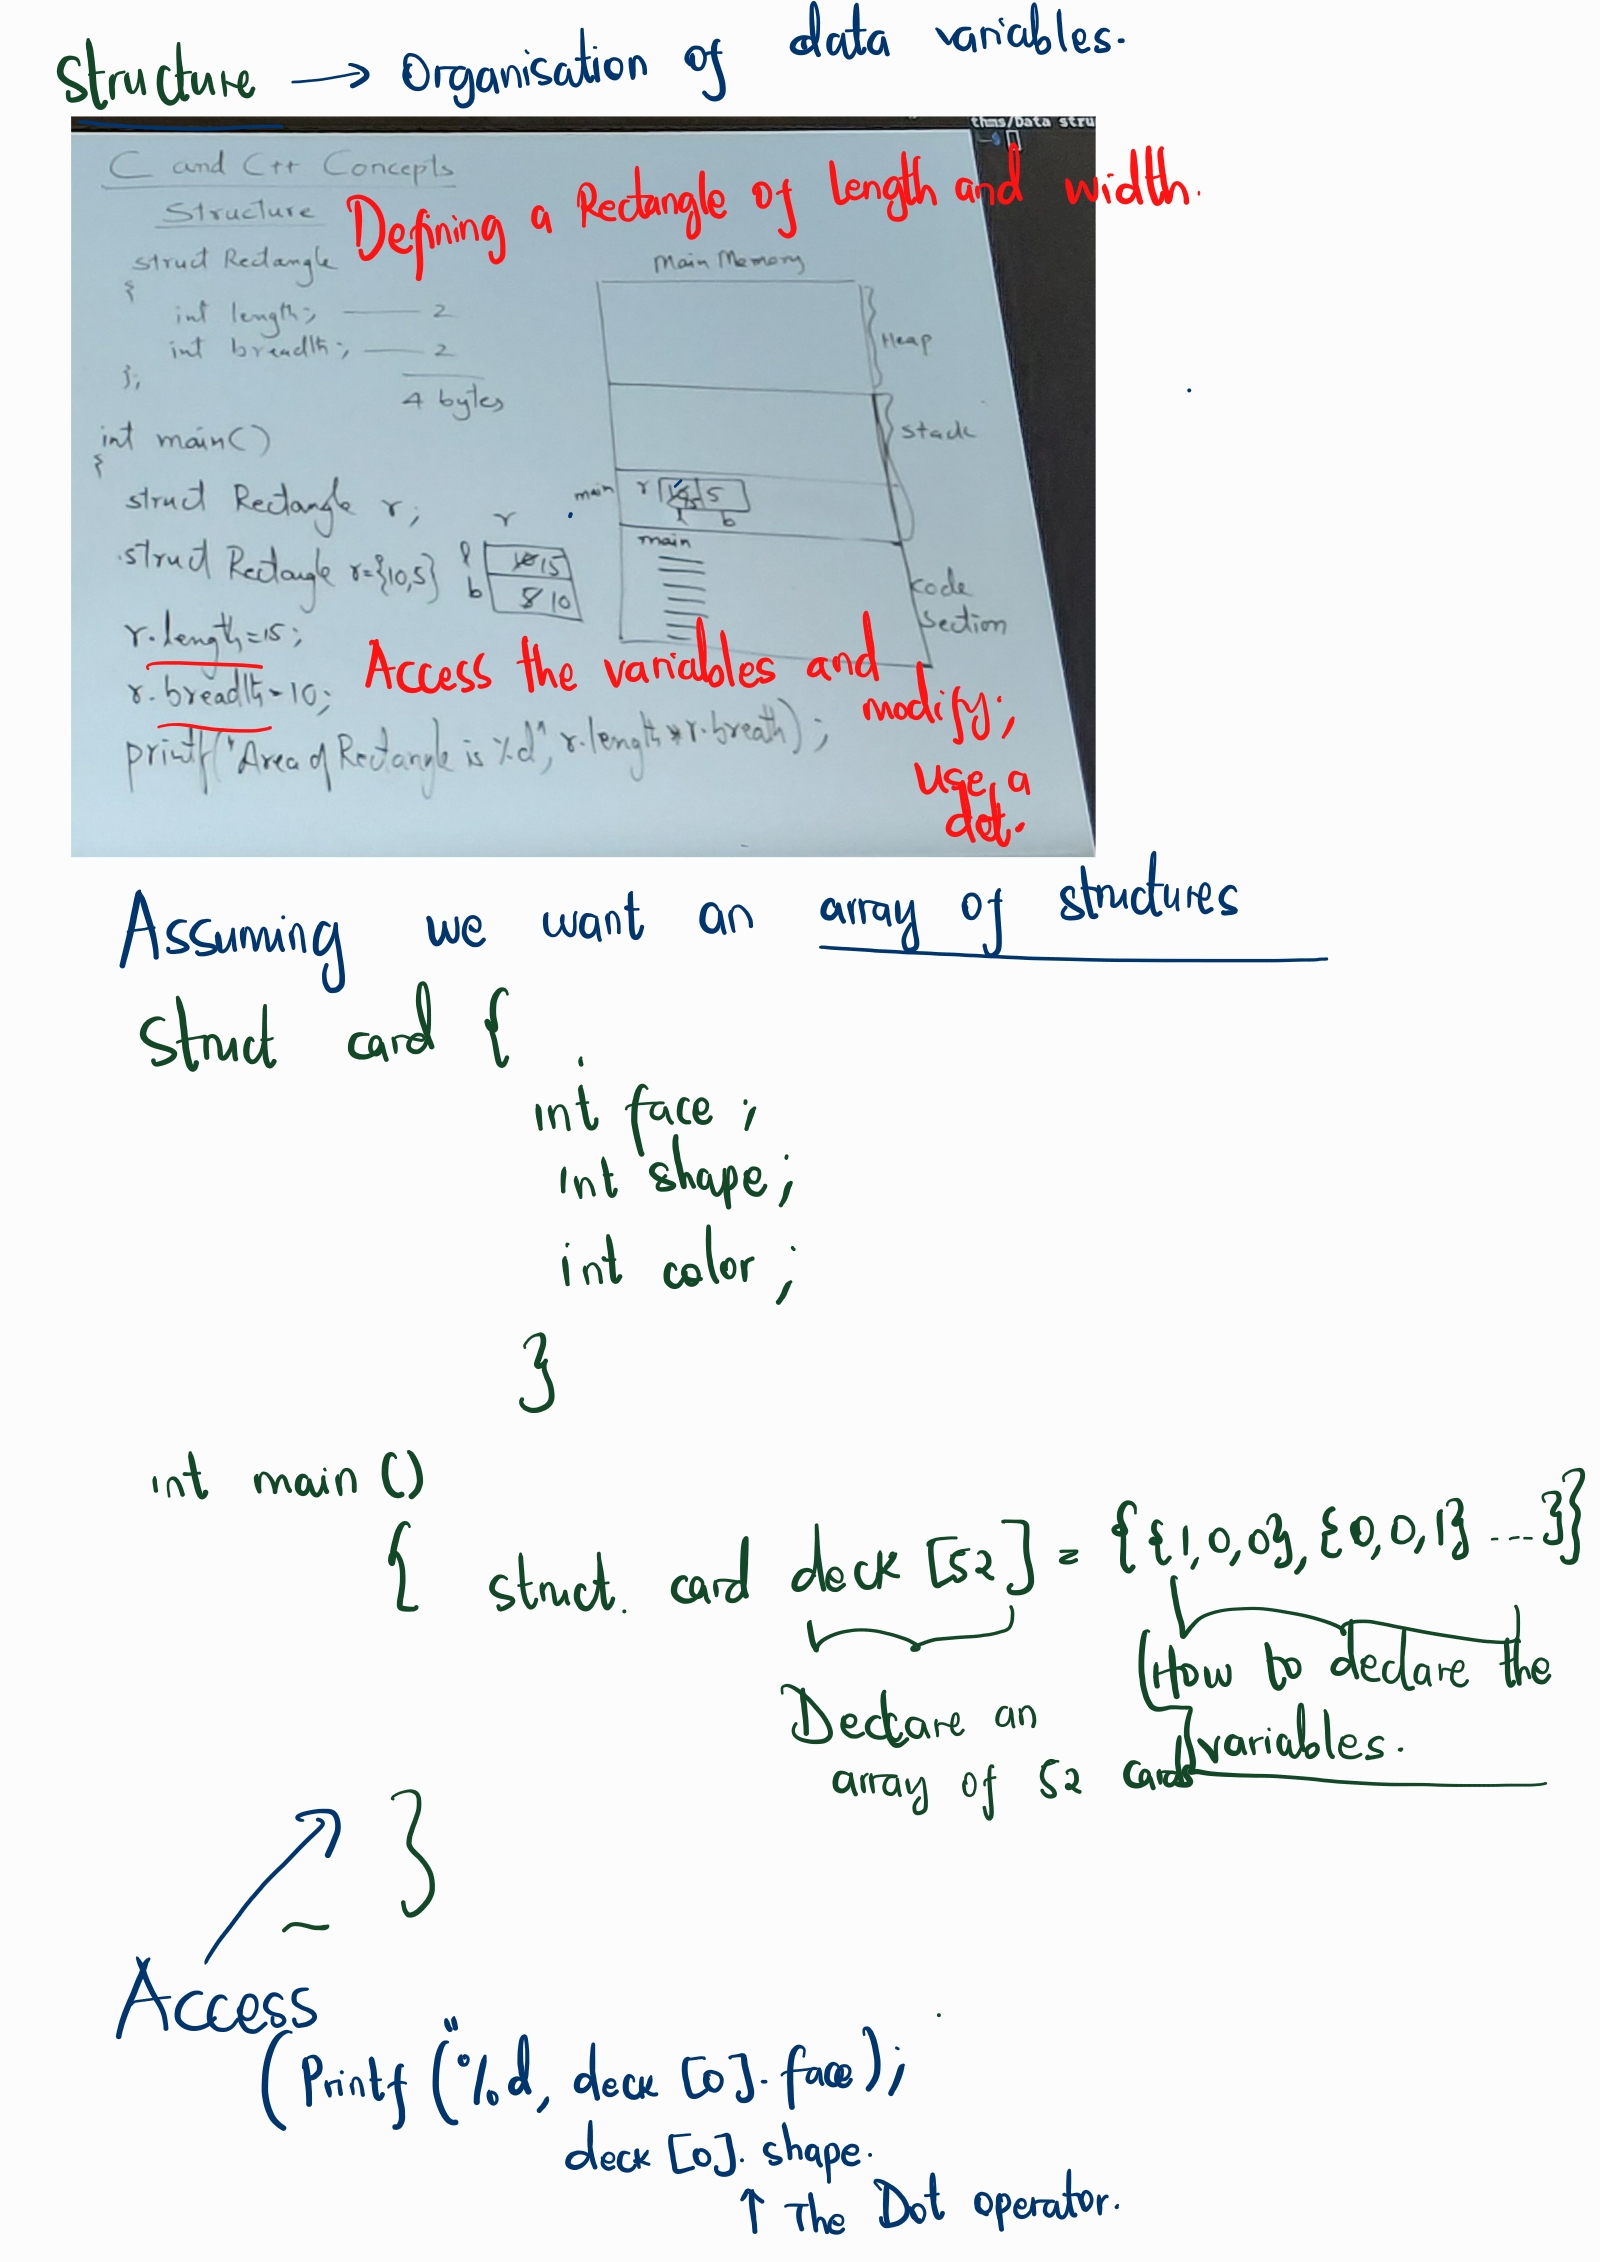 Structure → Organisation of data variables.
thms/Data stru
C and C++ Concepts
Structure
Defining a Rectangle of length and width.
struct Rectangle
{
int length; —— 2
int breadth; —— 2
};
4 bytes
int main()
{
struct Rectangle r;
struct Rectangle r={10,5}
r.length=15;
r.breadth=10;
printf("Area of Rectangle is %d", r.length*r.breath);
r
l 10 15
b 8 10
Main Memory
Heap
Stack
main r 5
l b
main
code
Section
Access the variables and
modify;
use a
dot.
Assuming we want an array of structures
Struct card {
int face ;
int shape;
int color ;
}
int main ()
{ struct. card deck [52] = {{1,0,0},{0,0,1} ...}}
Declare an
array of 52 cards
(How to declare the
variables.
}
~
Access
(Printf ("%d, deck [0]. face);
deck [0]. shape.
↑ The Dot operator.